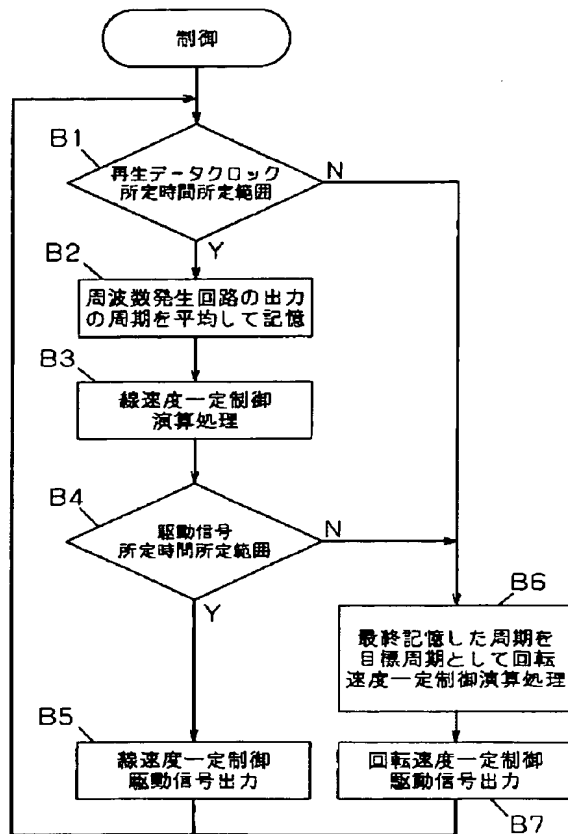 制御
B1
再生データクロック
所定時間所定範囲
N
Y
B2
周波数発生回路の出力
の周期を平均して記憶
B3
線速度一定制御
演算処理
B4
駆動信号
所定時間所定範囲
N
Y
B6
最終記憶した周期を
目標周期として回転
速度一定制御演算処理
B5
線速度一定制御
駆動信号出力
回転速度一定制御
駆動信号出力
B7